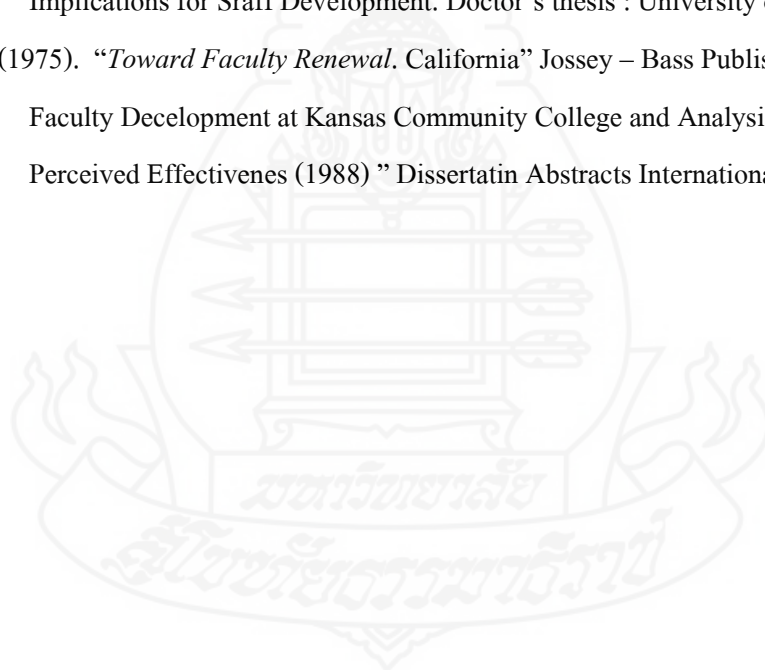 Implications for Sraff Development. Doctor's thesis : University
(1975).  “Toward Faculty Renewal. California” Jossey – Bass
Faculty Decelopment at Kansas Community College and
Perceived Effectivenes (1988) ” Dissertatin Abstracts
มหาวิทยาลัย
สุโขทัยธรรมาธิราช